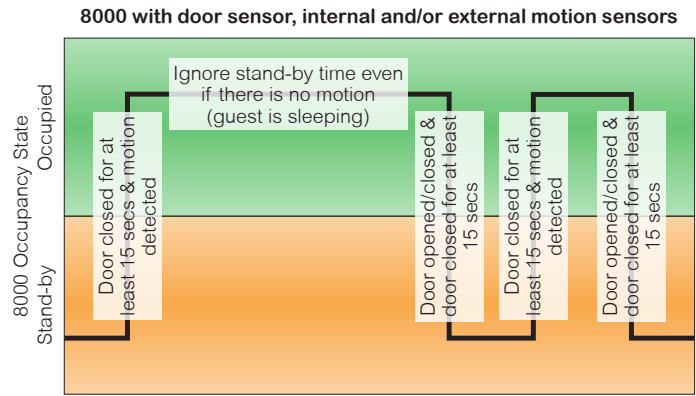 8000 with door sensor, internal and/or external motion sensors
8000 Occupancy State
Occupied
Stand-by
Ignore stand-by time even
if there is no motion
(guest is sleeping)
Door closed for at
least 15 secs & motion
detected
Door opened/closed &
door closed for at least
15 secs
Door closed for at
least 15 secs & motion
detected
Door opened/closed &
door closed for at least
15 secs